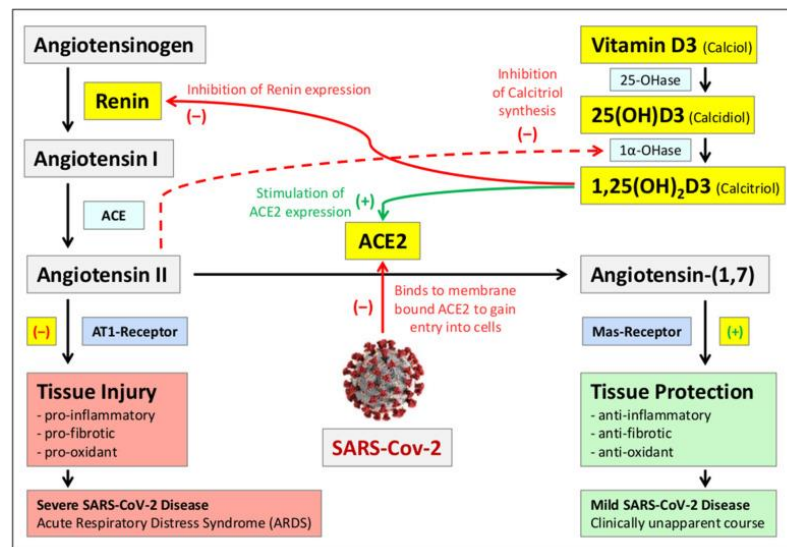 Angiotensinogen
Renin
Angiotensin I
ACE
Angiotensin II
(−)
AT1-Receptor
Tissue Injury
- pro-inflammatory
- pro-fibrotic
- pro-oxidant
Severe SARS-CoV-2 Disease
Acute Respiratory Distress Syndrome (ARDS)
Inhibition of Renin expression
(−)
Inhibition
of Calcitriol
synthesis
(−)
Stimulation of
ACE2 expression
(+)
ACE2
(−)
Binds to membrane
bound ACE2 to gain
entry into cells
SARS-Cov-2
Vitamin D3 (Calciol)
25-OHase
25(OH)D3 (Calcidiol)
1α-OHase
1,25(OH)₂D3 (Calcitriol)
Angiotensin-(1,7)
Mas-Receptor
(+)
Tissue Protection
- anti-inflammatory
- anti-fibrotic
- anti-oxidant
Mild SARS-CoV-2 Disease
Clinically unapparent course